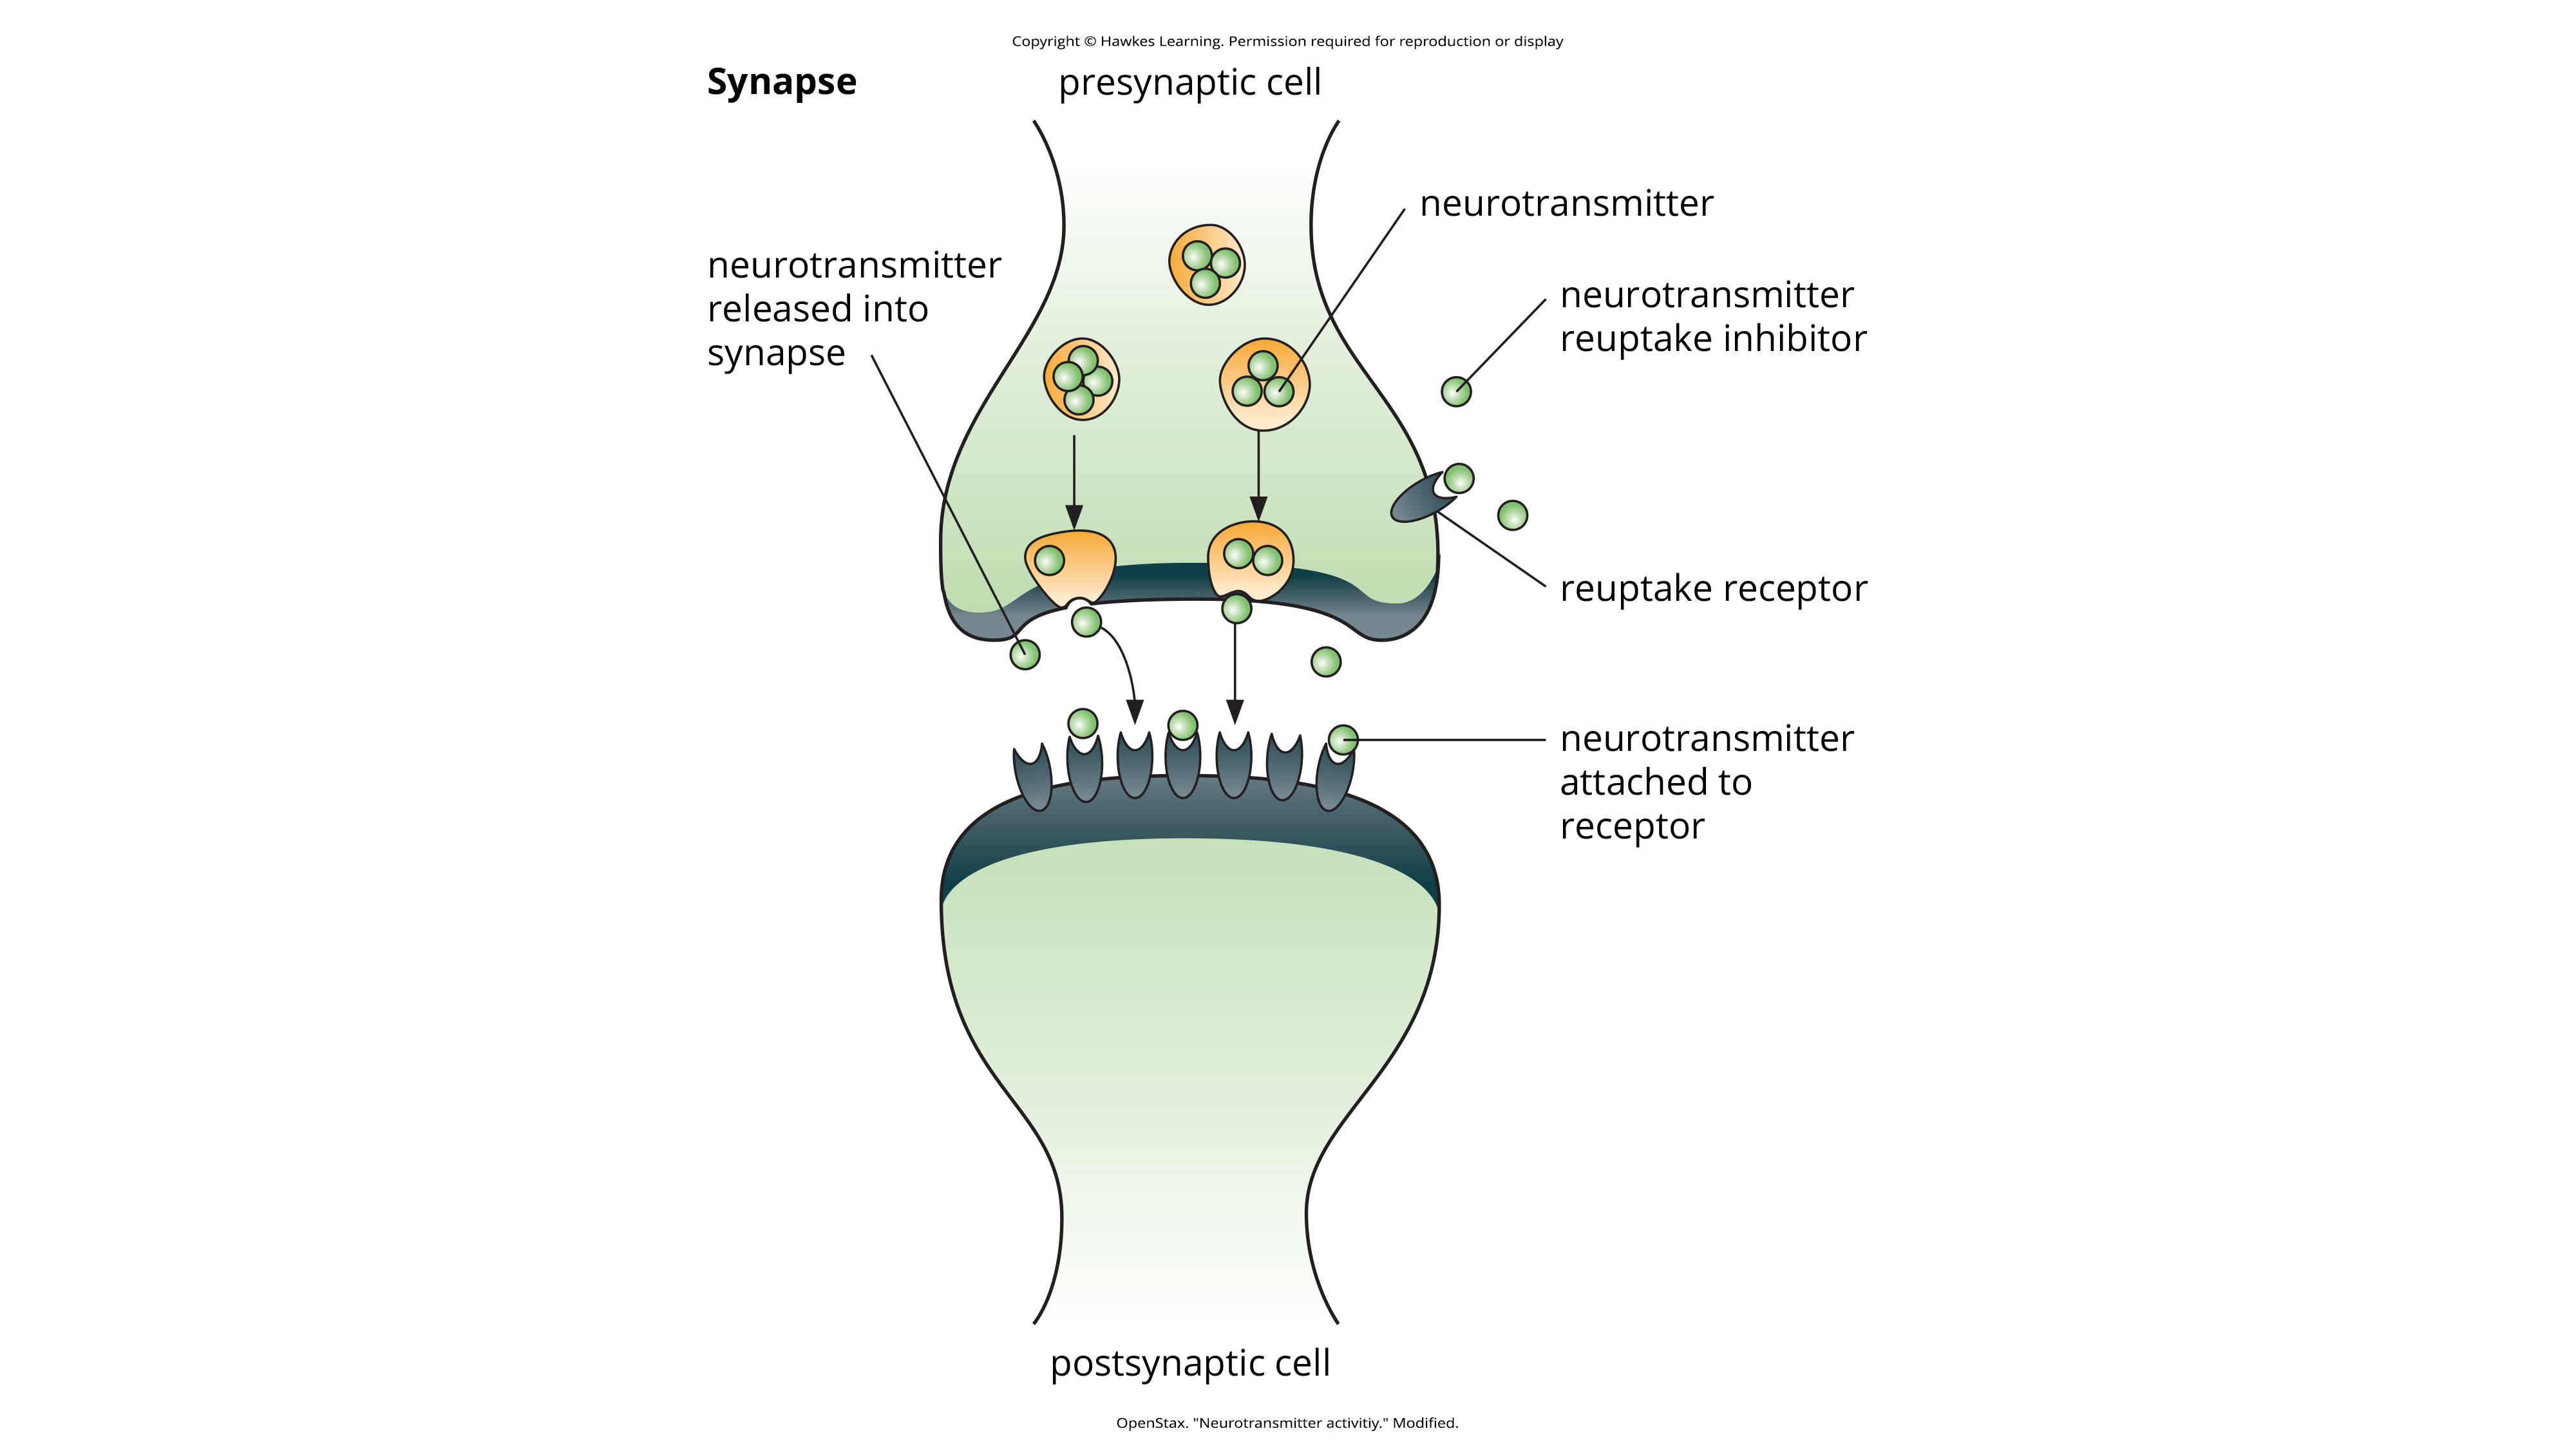 Copyright © Hawkes Learning. Permission required for reproduction or display
Synapse
presynaptic cell
neurotransmitter
neurotransmitter
released into
synapse
neurotransmitter
reuptake inhibitor
reuptake receptor
neurotransmitter
attached to
receptor
postsynaptic cell
OpenStax. "Neurotransmitter activitiy." Modified.